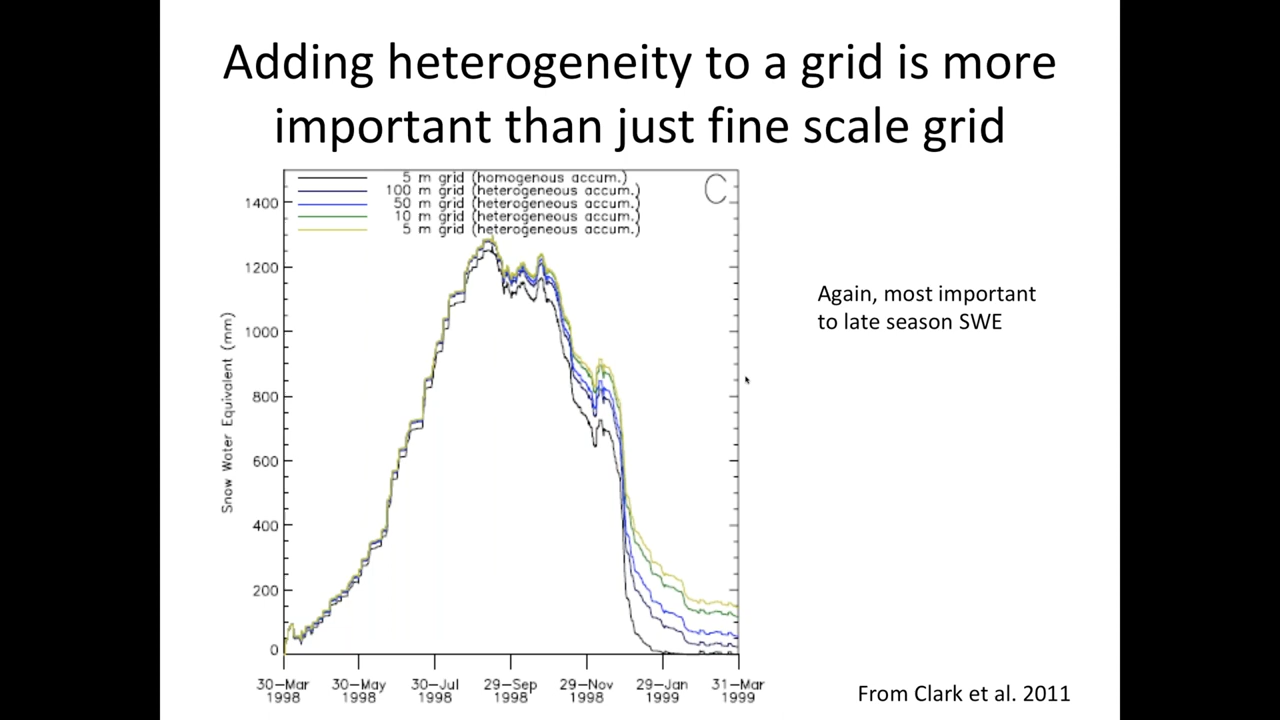 Adding heterogeneity to a grid is more
important than just fine scale grid
5 m grid (homogenous accum.)
100 m grid (heterogeneous accum.)
50 m grid (heterogeneous accum.)
10 m grid (heterogeneous accum.)
5 m grid (heterogeneous accum.)
C
1400
1200
1000
800
600
400
200
0
Snow Water Equivalent (mm)
30-Mar 30-May 30-Jul 29-Sep 29-Nov 29-Jan 31-Mar
1998 1998 1998 1998 1998 1999 1999
Again, most important
to late season SWE
From Clark et al. 2011